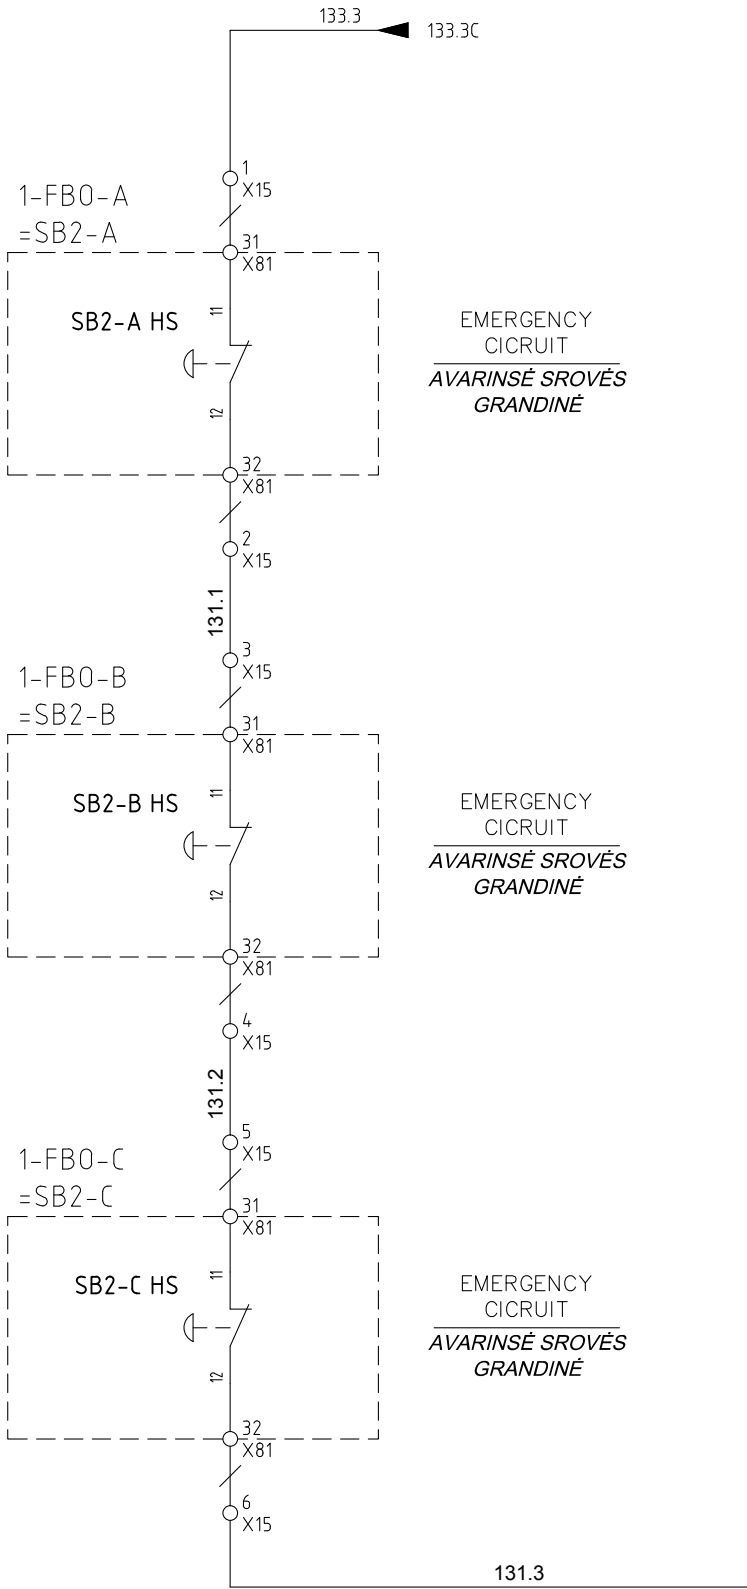 133.3
133.3C
1
X15
1-FBO-A
=SB2-A
31
X81
11
SB2-A HS
EMERGENCY
CICRUIT
AVARINSĖ SROVĖS
GRANDINĖ
12
32
X81
2
X15
131.1
3
X15
1-FBO-B
=SB2-B
31
X81
11
SB2-B HS
EMERGENCY
CICRUIT
AVARINSĖ SROVĖS
GRANDINĖ
12
32
X81
4
X15
131.2
5
X15
1-FBO-C
=SB2-C
31
X81
11
SB2-C HS
EMERGENCY
CICRUIT
AVARINSĖ SROVĖS
GRANDINĖ
12
32
X81
6
X15
131.3